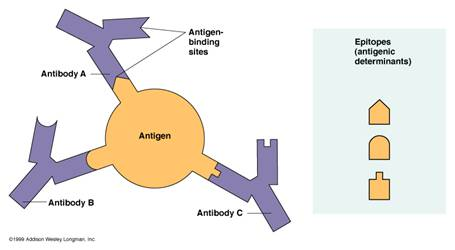 Antigen-
binding
sites
Antibody A
Antigen
Antibody B
Antibody C
Epitopes
(antigenic
determinants)
©1999 Addison Wesley Longman, Inc.